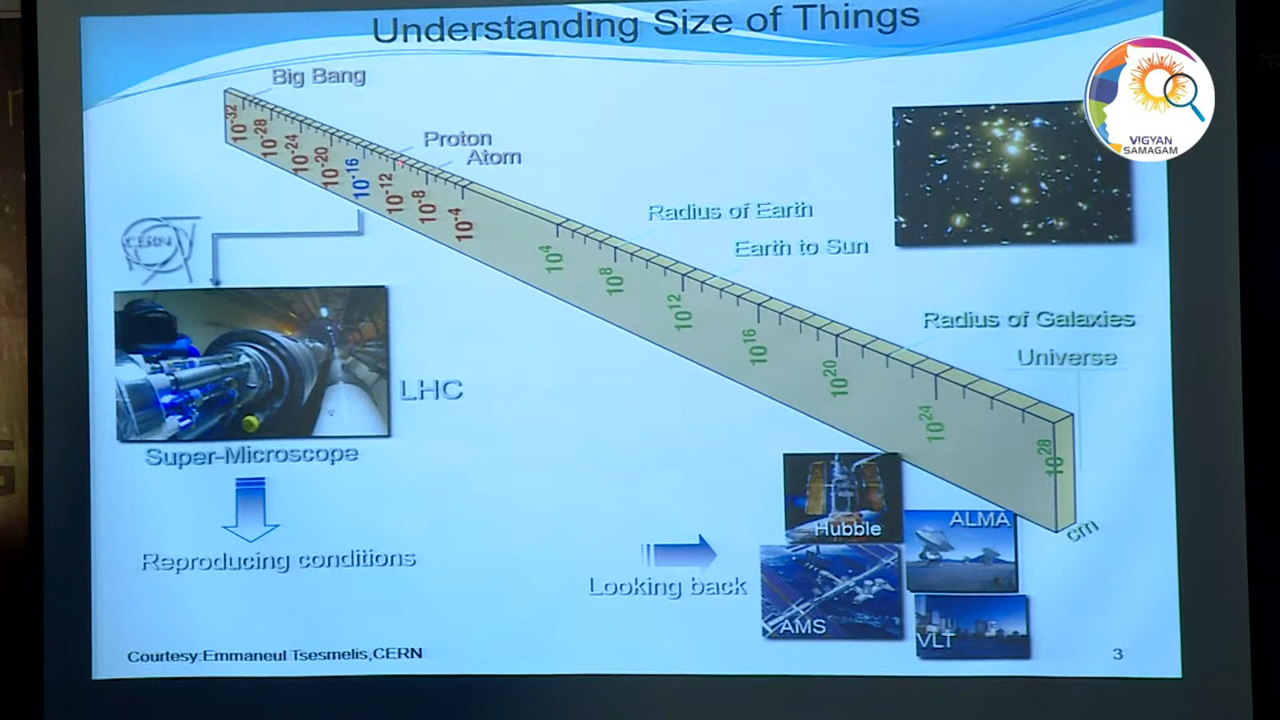 Understanding Size of Things
VIGYAN
SAMAGAM
Big Bang
Proton
Atom
10-32
10-28
10-24
10-20
10-16
10-12
10-8
10-4
Radius of Earth
Earth to Sun
10⁴
10⁸
10¹²
10¹⁶
10²⁰
10²⁴
10²⁸
cm
Radius of Galaxies
Universe
CERN
LHC
Super-Microscope
Reproducing conditions
Looking back
Hubble
ALMA
AMS
VLT
Courtesy:Emmaneul Tsesmelis,CERN
3